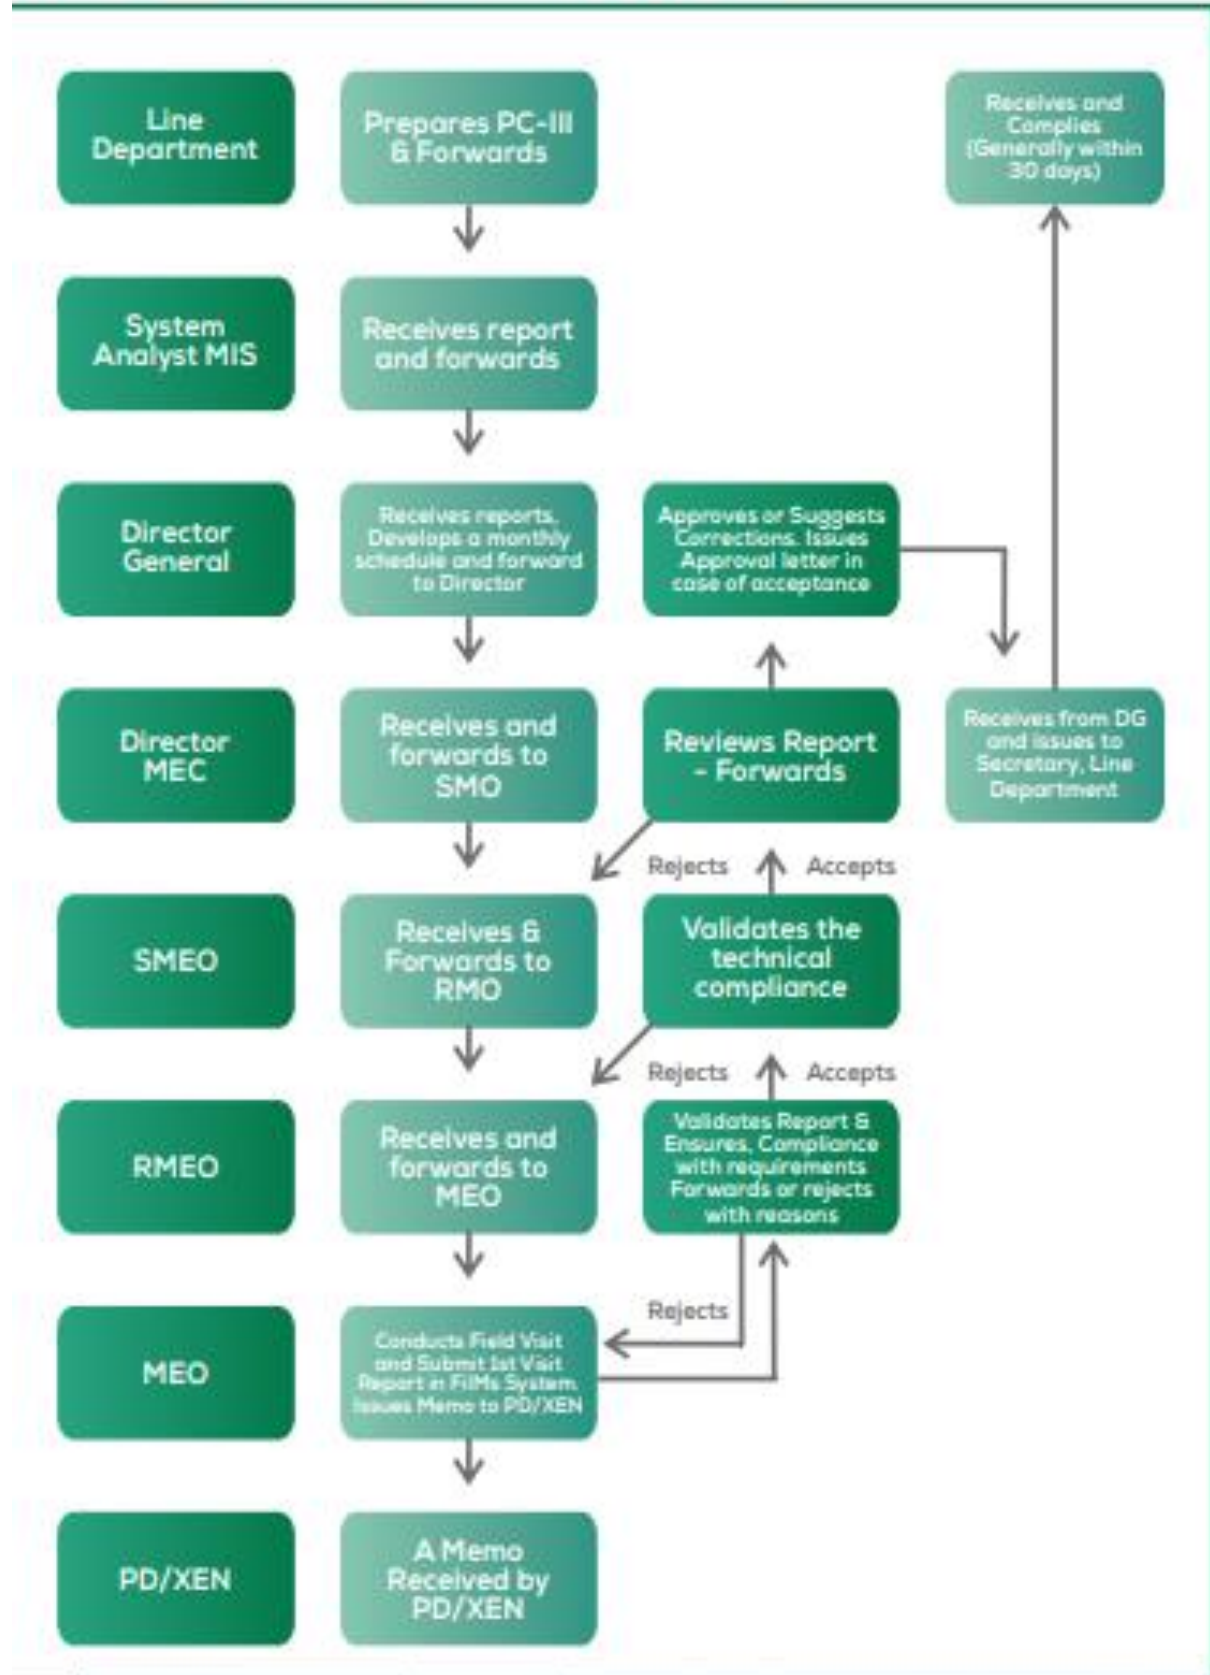 Line
Department
Prepares PC-III
& Forwards
Receives and
Complies
(Generally within
30 days)
System
Analyst MIS
Receives report
and forwards
Director
General
Receives reports,
Develops a monthly
schedule and forward
to Director
Approves or Suggests
Corrections. Issues
Approval letter in
case of acceptance
Director
MEC
Receives and
forwards to
SMO
Reviews Report
- Forwards
Receives from DG
and issues to
Secretary, Line
Department
Rejects
Accepts
SMEO
Receives &
Forwards to
RMO
Validates the
technical
compliance
Rejects
Accepts
RMEO
Receives and
forwards to
MEO
Validates Report &
Ensures, Compliance
with requirements
Forwards or rejects
with reasons
Rejects
MEO
Conducts Field Visit
and Submit 1st Visit
Report in FIIMs System.
Issues Memo to PD/XEN
PD/XEN
A Memo
Received by
PD/XEN